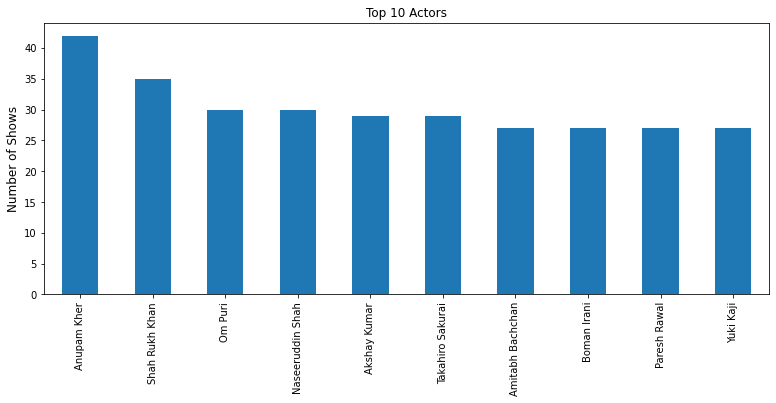 Top 10 Actors
Number of Shows
40
35
30
25
20
15
10
5
0
Anupam Kher
Shah Rukh Khan
Om Puri
Naseeruddin Shah
Akshay Kumar
Takahiro Sakurai
Amitabh Bachchan
Boman Irani
Paresh Rawal
Yuki Kaji